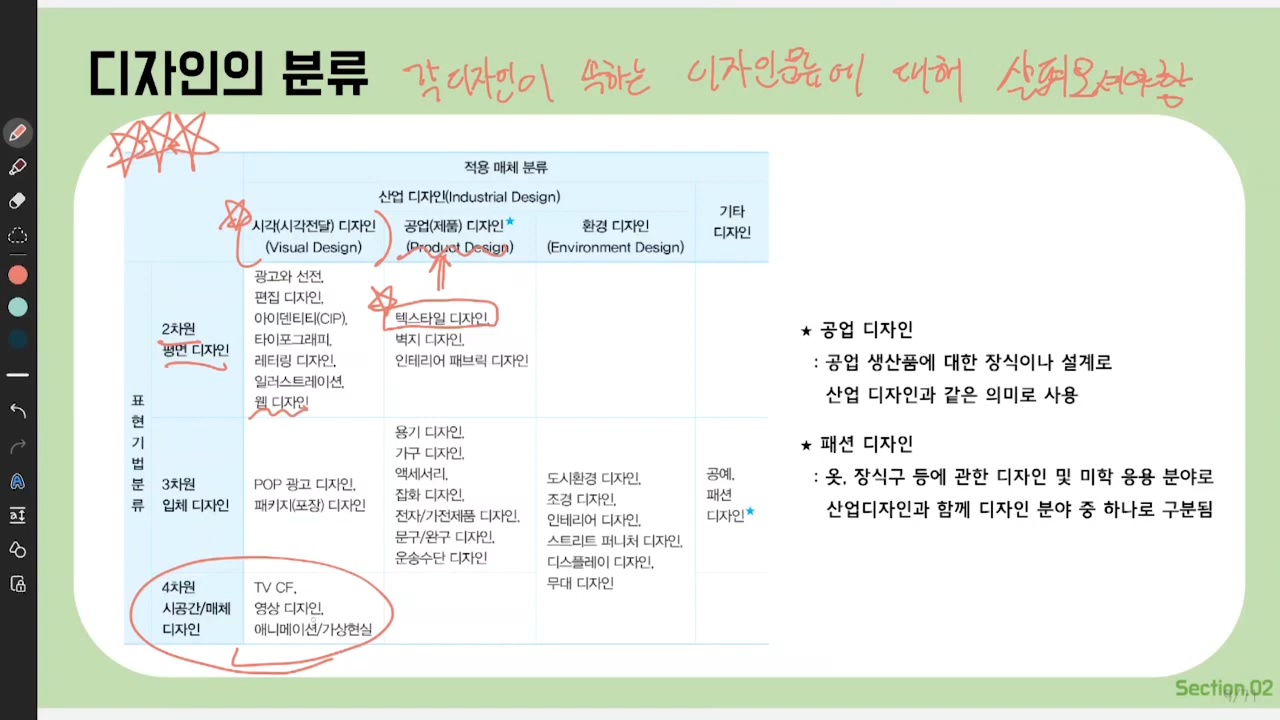 디자인의 분류 각 디자인이 속하는 디자인분류에 대해 살펴보셔야함
적용 매체 분류
산업 디자인(Industrial Design)
기타
디자인
시각(시각전달) 디자인
(Visual Design)
공업(제품) 디자인★
(Product Design)
환경 디자인
(Environment Design)
표
현
기
법
분
류
2차원
평면 디자인
광고와 선전,
편집 디자인,
아이덴티티(CIP),
타이포그래피,
레터링 디자인,
일러스트레이션,
웹 디자인
텍스타일 디자인,
벽지 디자인,
인테리어 패브릭 디자인
3차원
입체 디자인
POP 광고 디자인,
패키지(포장) 디자인
용기 디자인,
가구 디자인,
액세서리,
잡화 디자인,
전자/가전제품 디자인,
문구/완구 디자인,
운송수단 디자인
도시환경 디자인,
조경 디자인,
인테리어 디자인,
스트리트 퍼니처 디자인,
디스플레이 디자인,
무대 디자인
공예,
패션
디자인★
4차원
시공간/매체
디자인
TV CF,
영상 디자인,
애니메이션/가상현실
★ 공업 디자인
: 공업 생산품에 대한 장식이나 설계로
산업 디자인과 같은 의미로 사용
★ 패션 디자인
: 옷, 장식구 등에 관한 디자인 및 미학 응용 분야로
산업디자인과 함께 디자인 분야 중 하나로 구분됨
Section.02